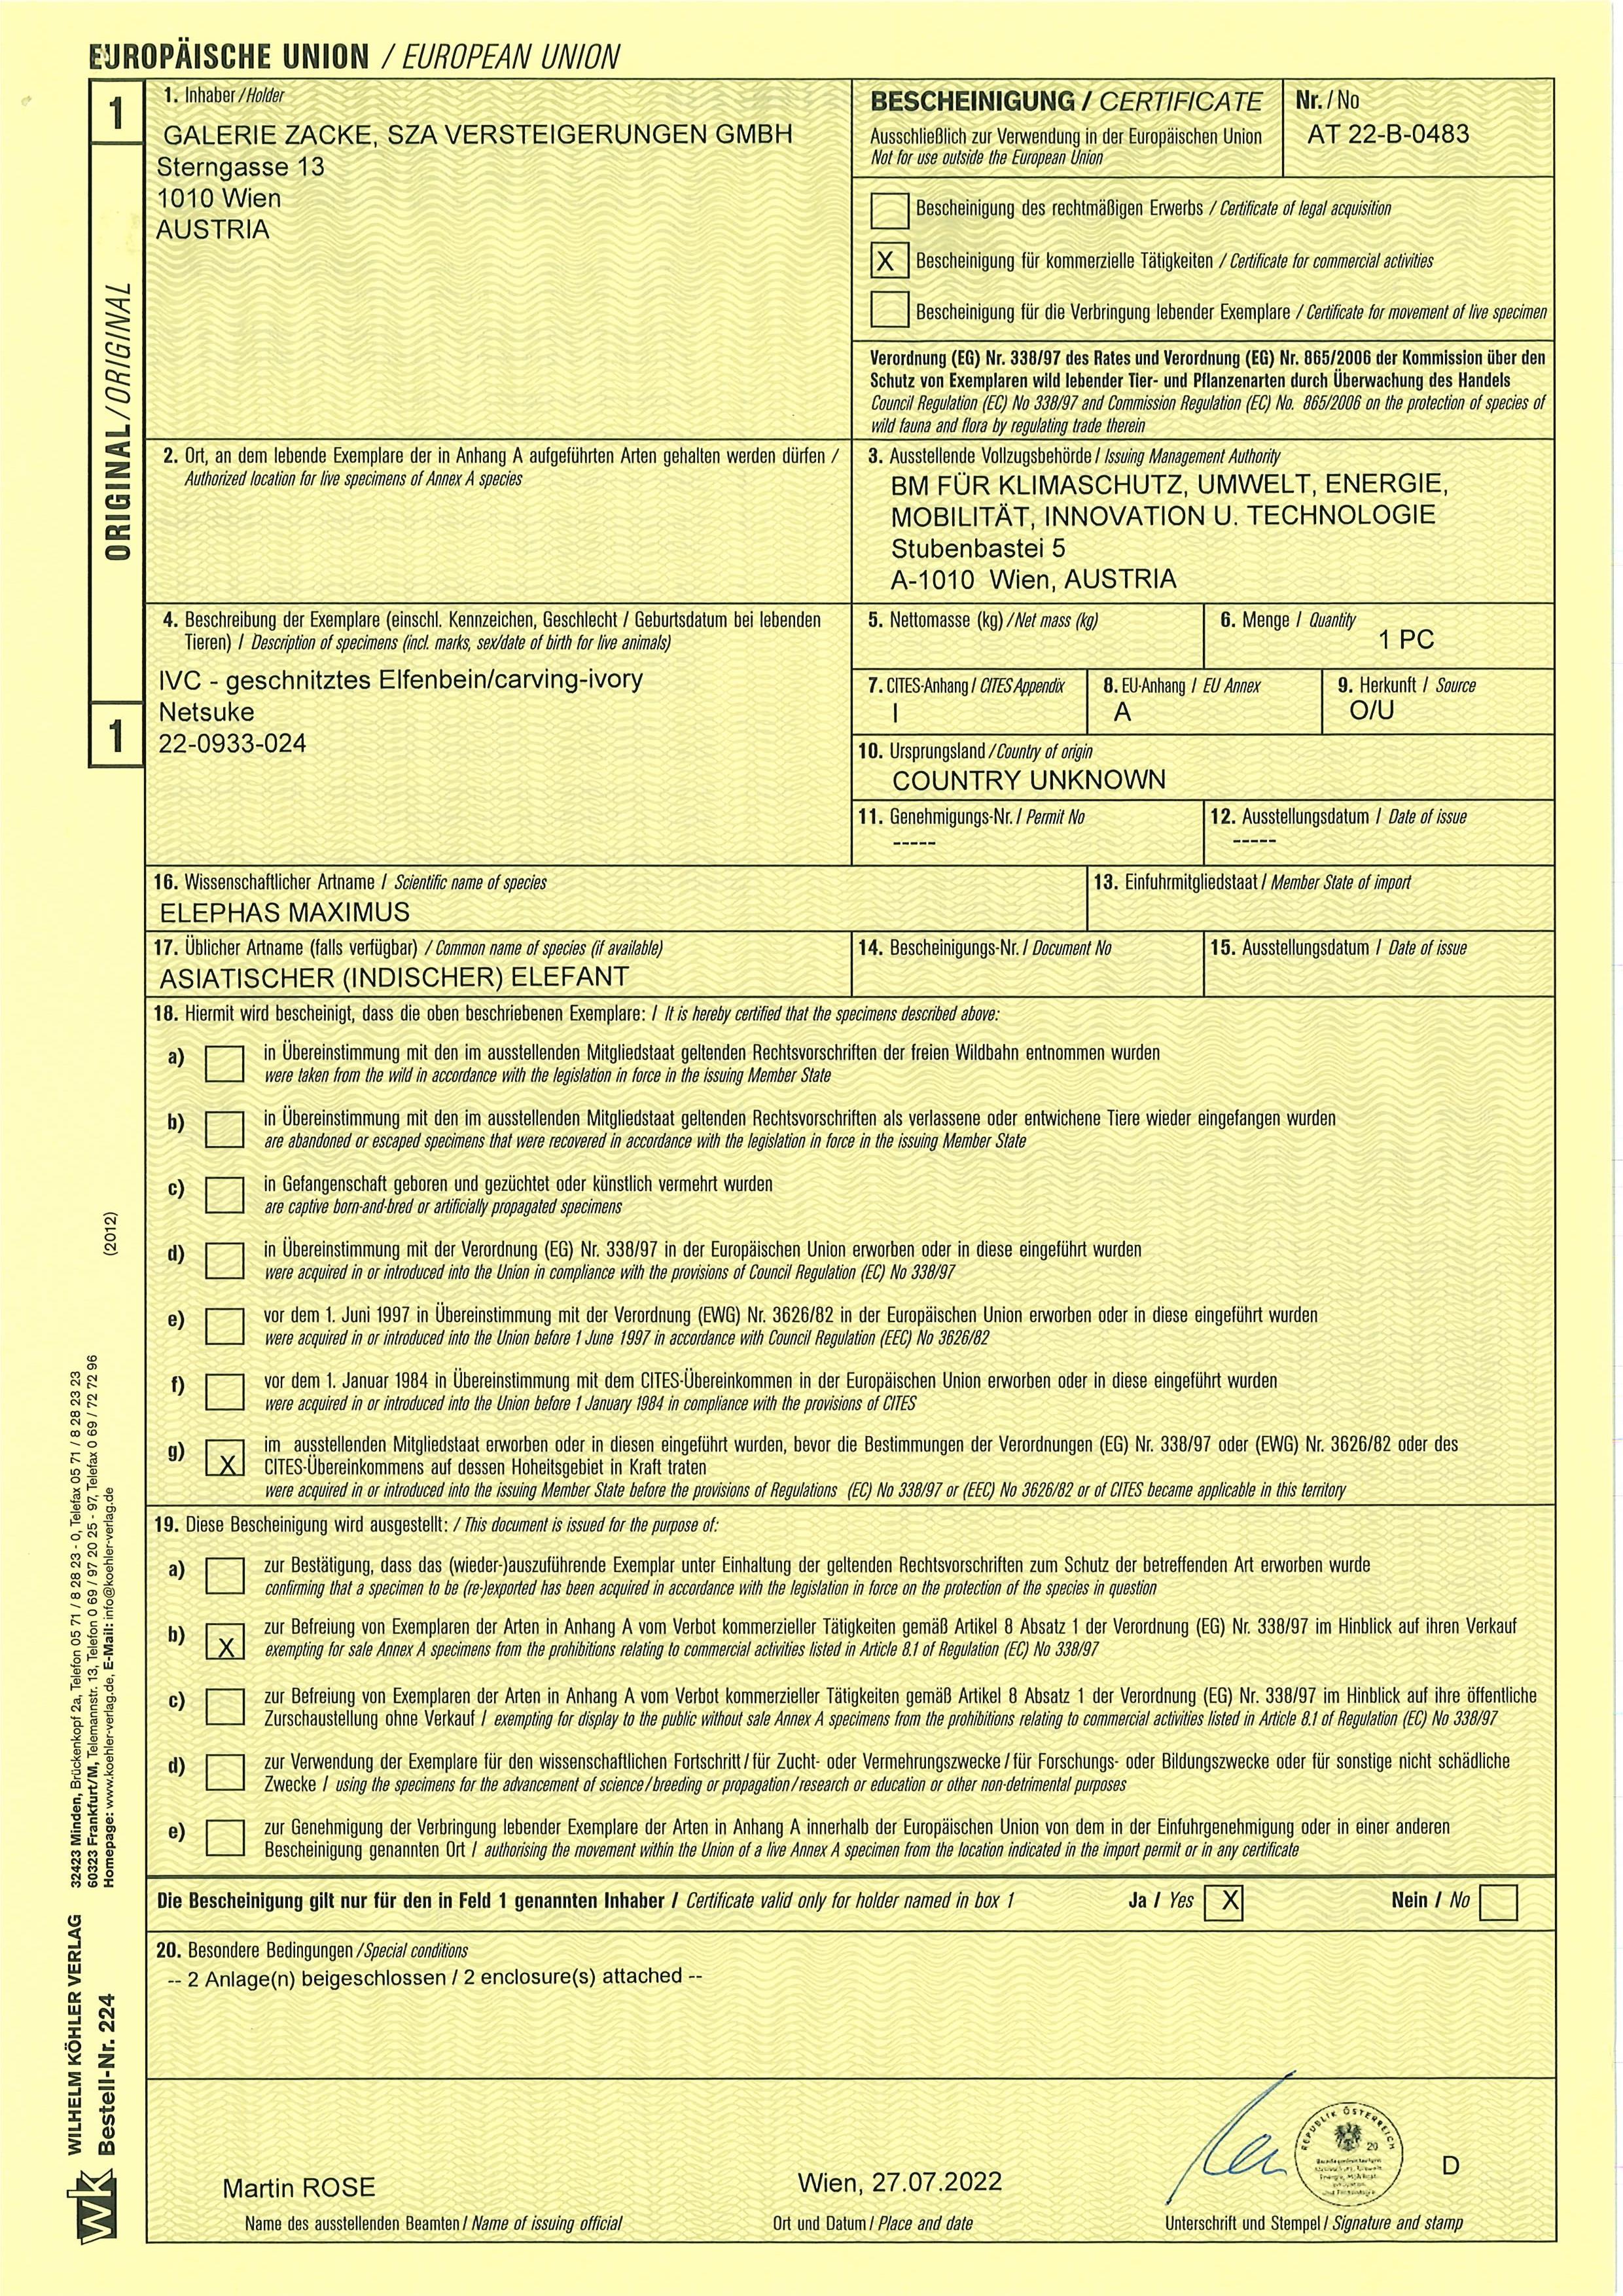 EUROPÄISCHE UNION / EUROPEAN UNION
1
ORIGINAL / ORIGINAL
1
1. Inhaber / Holder
GALERIE ZACKE, SZA VERSTEIGERUNGEN GMBH
Sterngasse 13
1010 Wien
AUSTRIA
BESCHEINIGUNG / CERTIFICATE
Ausschließlich zur Verwendung in der Europäischen Union
Not for use outside the European Union
Nr. / No
AT 22-B-0483
Bescheinigung des rechtmäßigen Erwerbs / Certificate of legal acquisition
X Bescheinigung für kommerzielle Tätigkeiten / Certificate for commercial activities
Bescheinigung für die Verbringung lebender Exemplare / Certificate for movement of live specimen
Verordnung (EG) Nr. 338/97 des Rates und Verordnung (EG) Nr. 865/2006 der Kommission über den
Schutz von Exemplaren wild lebender Tier- und Pflanzenarten durch Überwachung des Handels
Council Regulation (EC) No 338/97 and Commission Regulation (EC) No. 865/2006 on the protection of species of
wild fauna and flora by regulating trade therein
2. Ort, an dem lebende Exemplare der in Anhang A aufgeführten Arten gehalten werden dürfen /
Authorized location for live specimens of Annex A species
3. Ausstellende Vollzugsbehörde / Issuing Management Authority
BM FÜR KLIMASCHUTZ, UMWELT, ENERGIE,
MOBILITÄT, INNOVATION U. TECHNOLOGIE
Stubenbastei 5
A-1010 Wien, AUSTRIA
4. Beschreibung der Exemplare (einschl. Kennzeichen, Geschlecht / Geburtsdatum bei lebenden
Tieren) / Description of specimens (incl. marks, sex/date of birth for live animals)
IVC - geschnitztes Elfenbein/carving-ivory
Netsuke
22-0933-024
5. Nettomasse (kg) / Net mass (kg)
6. Menge / Quantity
1 PC
7. CITES-Anhang / CITES Appendix
I
8. EU-Anhang / EU Annex
A
9. Herkunft / Source
O/U
10. Ursprungsland / Country of origin
COUNTRY UNKNOWN
11. Genehmigungs-Nr. / Permit No
-----
12. Ausstellungsdatum / Date of issue
-----
16. Wissenschaftlicher Artname / Scientific name of species
ELEPHAS MAXIMUS
13. Einfuhrmitgliedstaat / Member State of import
17. Üblicher Artname (falls verfügbar) / Common name of species (if available)
ASIATISCHER (INDISCHER) ELEFANT
14. Bescheinigungs-Nr. / Document No
15. Ausstellungsdatum / Date of issue
18. Hiermit wird bescheinigt, dass die oben beschriebenen Exemplare: / It is hereby certified that the specimens described above:
a) in Übereinstimmung mit den im ausstellenden Mitgliedstaat geltenden Rechtsvorschriften der freien Wildbahn entnommen wurden
were taken from the wild in accordance with the legislation in force in the issuing Member State
b) in Übereinstimmung mit den im ausstellenden Mitgliedstaat geltenden Rechtsvorschriften als verlassene oder entwichene Tiere wieder eingefangen wurden
are abandoned or escaped specimens that were recovered in accordance with the legislation in force in the issuing Member State
c) in Gefangenschaft geboren und gezüchtet oder künstlich vermehrt wurden
are captive born-and-bred or artificially propagated specimens
d) in Übereinstimmung mit der Verordnung (EG) Nr. 338/97 in der Europäischen Union erworben oder in diese eingeführt wurden
were acquired in or introduced into the Union in compliance with the provisions of Council Regulation (EC) No 338/97
e) vor dem 1. Juni 1997 in Übereinstimmung mit der Verordnung (EWG) Nr. 3626/82 in der Europäischen Union erworben oder in diese eingeführt wurden
were acquired in or introduced into the Union before 1 June 1997 in accordance with Council Regulation (EEC) No 3626/82
f) vor dem 1. Januar 1984 in Übereinstimmung mit dem CITES-Übereinkommen in der Europäischen Union erworben oder in diese eingeführt wurden
were acquired in or introduced into the Union before 1 January 1984 in compliance with the provisions of CITES
g) X im ausstellenden Mitgliedstaat erworben oder in diesen eingeführt wurden, bevor die Bestimmungen der Verordnungen (EG) Nr. 338/97 oder (EWG) Nr. 3626/82 oder des
CITES-Übereinkommens auf dessen Hoheitsgebiet in Kraft traten
were acquired in or introduced into the issuing Member State before the provisions of Regulations (EC) No 338/97 or (EEC) No 3626/82 or of CITES became applicable in this territory
19. Diese Bescheinigung wird ausgestellt: / This document is issued for the purpose of:
a) zur Bestätigung, dass das (wieder-)auszuführende Exemplar unter Einhaltung der geltenden Rechtsvorschriften zum Schutz der betreffenden Art erworben wurde
confirming that a specimen to be (re-)exported has been acquired in accordance with the legislation in force on the protection of the species in question
b) X zur Befreiung von Exemplaren der Arten in Anhang A vom Verbot kommerzieller Tätigkeiten gemäß Artikel 8 Absatz 1 der Verordnung (EG) Nr. 338/97 im Hinblick auf ihren Verkauf
exempting for sale Annex A specimens from the prohibitions relating to commercial activities listed in Article 8.1 of Regulation (EC) No 338/97
c) zur Befreiung von Exemplaren der Arten in Anhang A vom Verbot kommerzieller Tätigkeiten gemäß Artikel 8 Absatz 1 der Verordnung (EG) Nr. 338/97 im Hinblick auf ihre öffentliche
Zurschaustellung ohne Verkauf / exempting for display to the public without sale Annex A specimens from the prohibitions relating to commercial activities listed in Article 8.1 of Regulation (EC) No 338/97
d) zur Verwendung der Exemplare für den wissenschaftlichen Fortschritt / für Zucht- oder Vermehrungszwecke / für Forschungs- oder Bildungszwecke oder für sonstige nicht schädliche
Zwecke / using the specimens for the advancement of science / breeding or propagation / research or education or other non-detrimental purposes
e) zur Genehmigung der Verbringung lebender Exemplare der Arten in Anhang A innerhalb der Europäischen Union von dem in der Einfuhrgenehmigung oder in einer anderen
Bescheinigung genannten Ort / authorising the movement within the Union of a live Annex A specimen from the location indicated in the import permit or in any certificate
Die Bescheinigung gilt nur für den in Feld 1 genannten Inhaber / Certificate valid only for holder named in box 1 Ja / Yes X Nein / No
20. Besondere Bedingungen / Special conditions
-- 2 Anlage(n) beigeschlossen / 2 enclosure(s) attached --
Martin ROSE
Name des ausstellenden Beamten / Name of issuing official
Wien, 27.07.2022
Ort und Datum / Place and date
REPUBLIK ÖSTERREICH
20
D
Unterschrift und Stempel / Signature and stamp
(2012)
32423 Minden, Brückenkopf 2a, Telefon 05 71 / 8 28 23 - 0, Telefax 05 71 / 8 28 23 23
60323 Frankfurt/M, Telemannstr. 13, Telefon 0 69 / 97 20 25 - 97, Telefax 0 69 / 72 72 96
Homepage: www.koehler-verlag.de, E-Mail: info@koehler-verlag.de
WILHELM KÖHLER VERLAG
Bestell-Nr. 224
wk